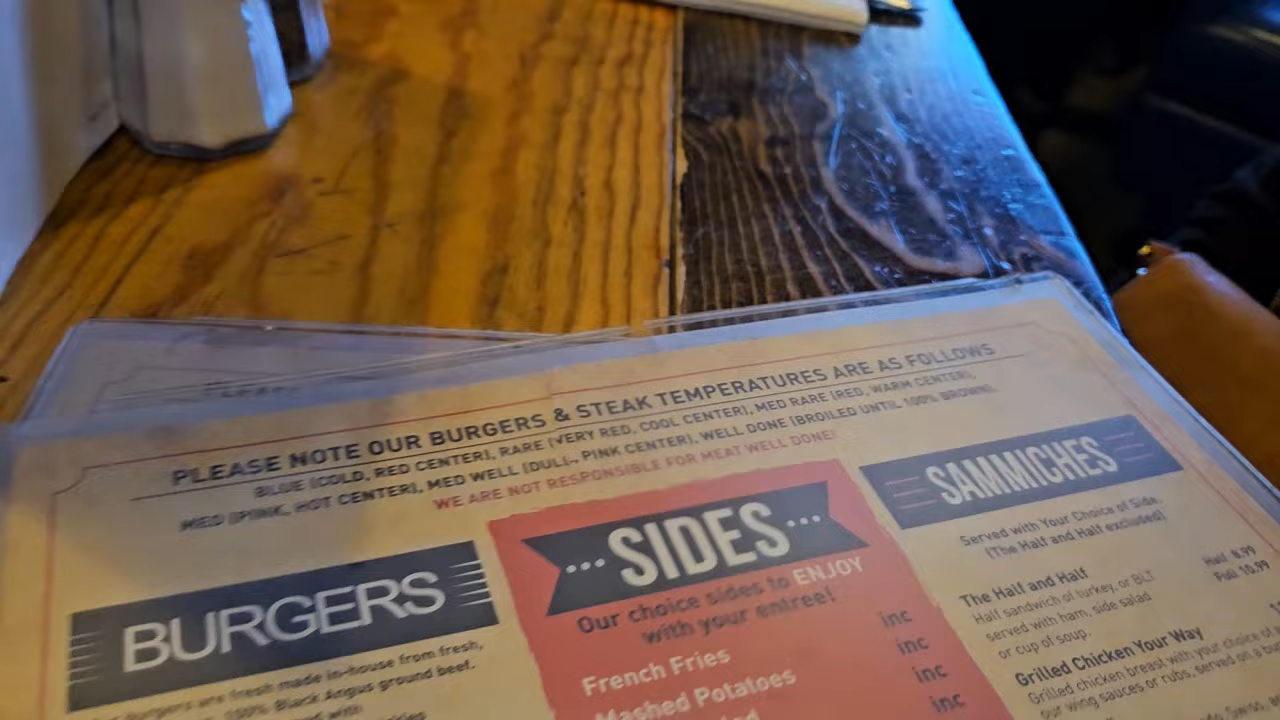 PLEASE NOTE OUR BURGERS & STEAK TEMPERATURES ARE AS FOLLOWS
BLUE (COLD, RED CENTER), RARE (VERY RED, COOL CENTER), MED RARE (RED, WARM CENTER),
MED (PINK, HOT CENTER), MED WELL (DULL, PINK CENTER), WELL DONE (BROILED UNTIL 100% BROWN).
WE ARE NOT RESPONSIBLE FOR MEAT WELL DONE!
BURGERS
Burgers are fresh made in-house from fresh,
100% Black Angus ground beef.
with
SIDES
Our choice sides to ENJOY
with your entree!
French Fries inc
Mashed Potatoes inc
inc
inc
SAMMICHES
Served with Your Choice of Side.
(The Half and Half excluded)
The Half and Half
Half 8.99
Half sandwich of turkey, or BLT
Full 10.99
served with ham, side salad
or cup of soup.
Grilled Chicken Your Way
Grilled chicken breast with your choice of
our wing sauces or rubs, served on a
Swiss,